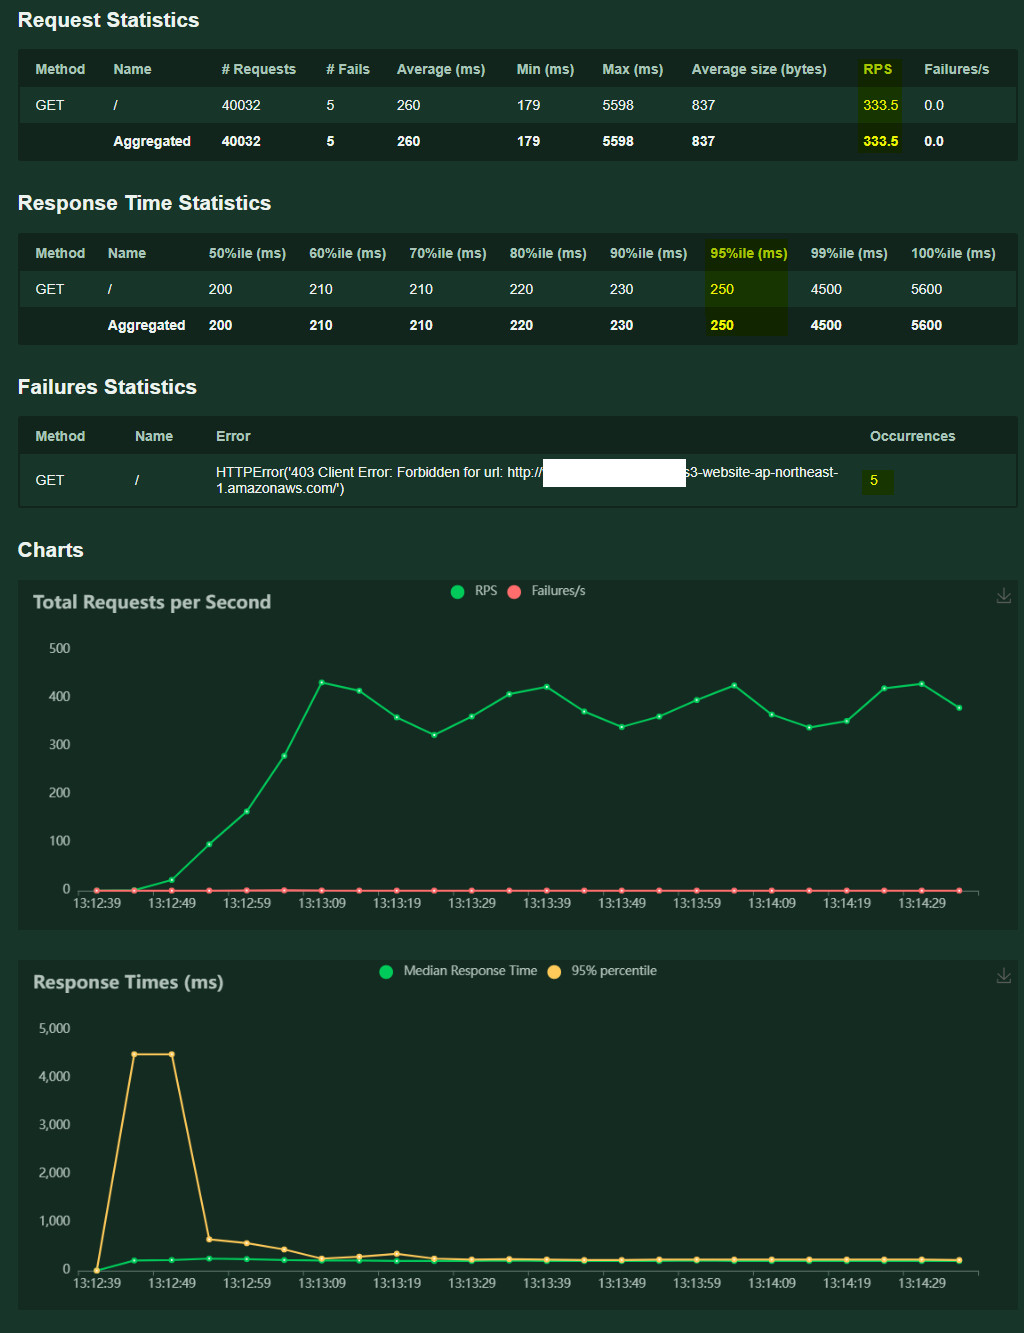 Request Statistics
Method Name # Requests # Fails Average (ms) Min (ms) Max (ms) Average size (bytes) RPS Failures/s
GET / 40032 5 260 179 5598 837 333.5 0.0
Aggregated 40032 5 260 179 5598 837 333.5 0.0
Response Time Statistics
Method Name 50%ile (ms) 60%ile (ms) 70%ile (ms) 80%ile (ms) 90%ile (ms) 95%ile (ms) 99%ile (ms) 100%ile (ms)
GET / 200 210 210 220 230 250 4500 5600
Aggregated 200 210 210 220 230 250 4500 5600
Failures Statistics
Method Name Error Occurrences
GET / HTTPError('403 Client Error: Forbidden for url: http:/ s3-website-ap-northeast-
1.amazonaws.com/') 5
Charts
Total Requests per Second
RPS Failures/s
500
400
300
200
100
0
13:12:39 13:12:49 13:12:59 13:13:09 13:13:19 13:13:29 13:13:39 13:13:49 13:13:59 13:14:09 13:14:19 13:14:29
Response Times (ms)
Median Response Time 95% percentile
5,000
4,000
3,000
2,000
1,000
0
13:12:39 13:12:49 13:12:59 13:13:09 13:13:19 13:13:29 13:13:39 13:13:49 13:13:59 13:14:09 13:14:19 13:14:29